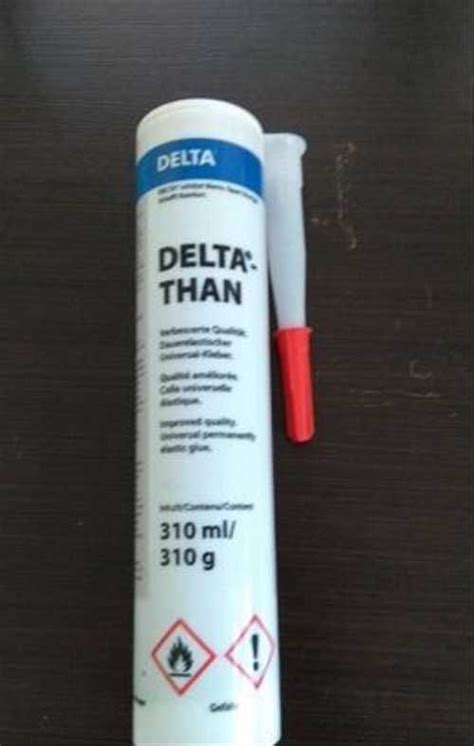 DELTA
DELTA®-
THAN
Verbesserte Qualität.
Dauerelastischer
Universal-Kleber.
Qualité améliorée.
Colle universelle
élastique.
Improved quality.
Universal permanently
elastic glue.
Inhalt/Contenu/Content
310 ml/
310 g